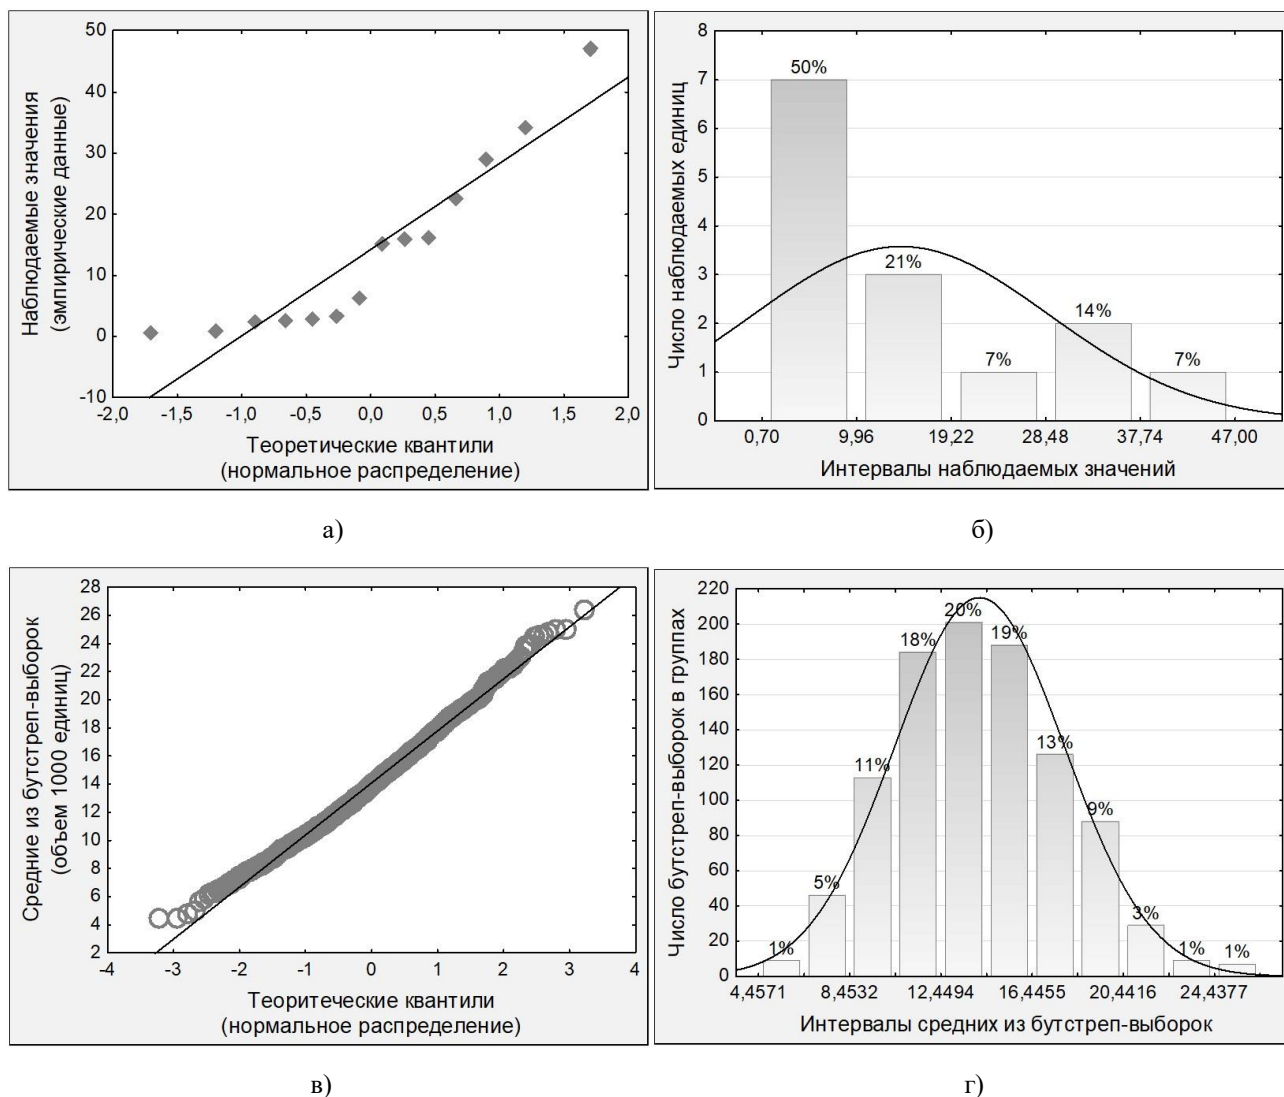 50
40
30
20
10
0
-10
-2,0 -1,5 -1,0 -0,5 0,0 0,5 1,0 1,5 2,0
Наблюдаемые значения
(эмпирические данные)
Теоретические квантили
(нормальное распределение)
а)
8
7
6
5
4
3
2
1
0
50%
21%
7%
14%
7%
0,70 9,96 19,22 28,48 37,74 47,00
Число наблюдаемых единиц
Интервалы наблюдаемых значений
б)
28
26
24
22
20
18
16
14
12
10
8
6
4
2
-4 -3 -2 -1 0 1 2 3 4
Средние из бутстреп-выборок
(объем 1000 единиц)
Теоритеческие квантили
(нормальное распределение)
в)
220
200
180
160
140
120
100
80
60
40
20
0
1%
5%
11%
18%
20%
19%
13%
9%
3%
1%
1%
4,4571 8,4532 12,4494 16,4455 20,4416 24,4377
Число бутстреп-выборок в группах
Интервалы средних из бутстреп-выборок
г)